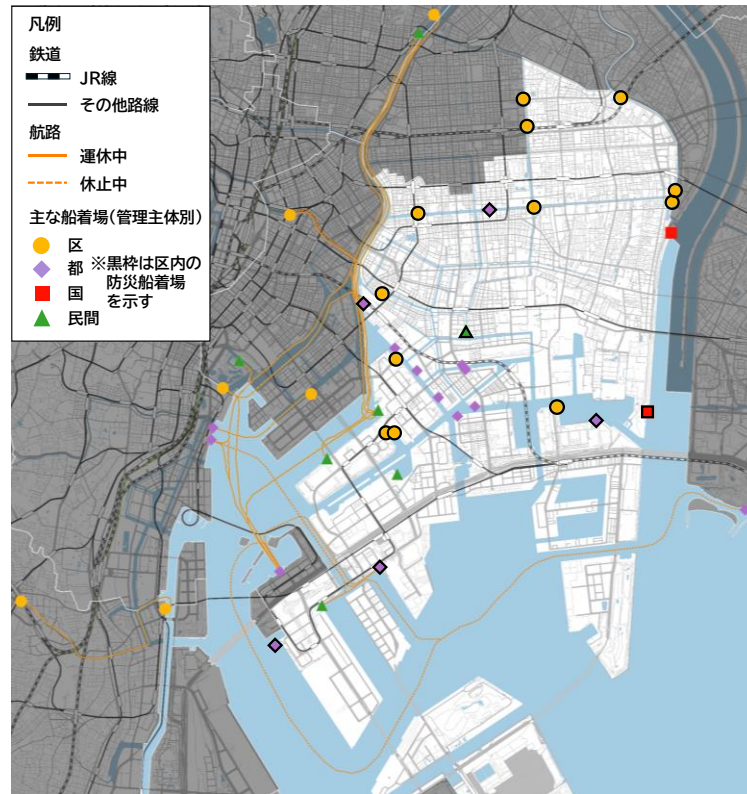 凡例
鉄道
JR線
その他路線
航路
運休中
休止中
主な船着場(管理主体別)
区
都
国
民間
※黒枠は区内の
防災船着場
を示す